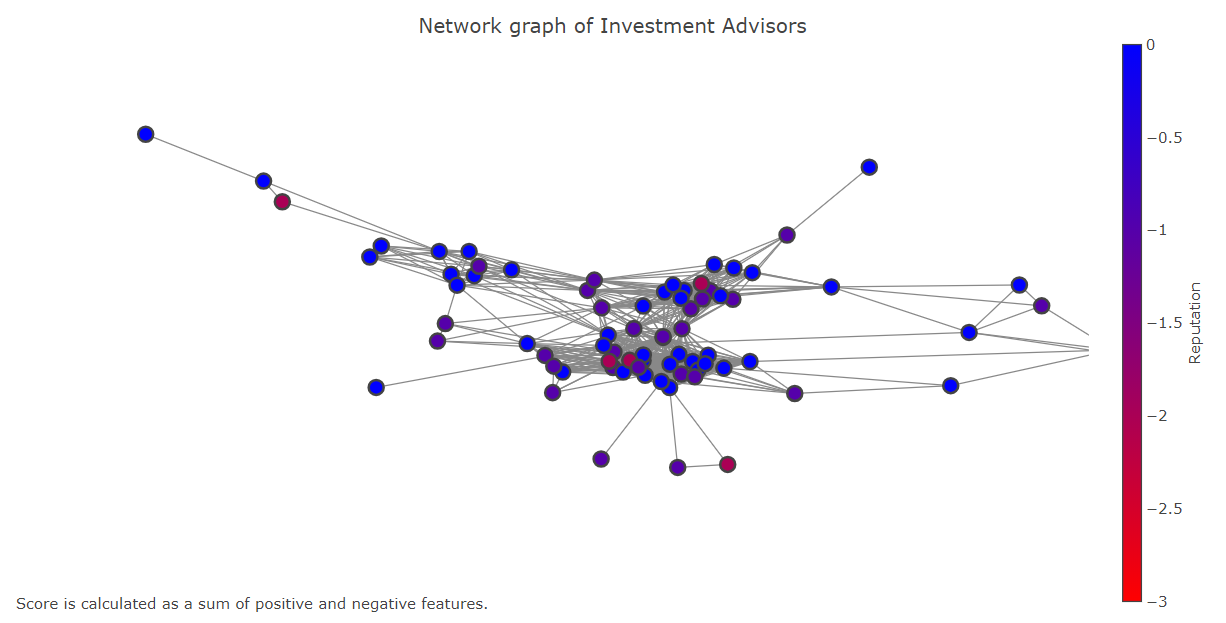 Network graph of Investment Advisors
0
−0.5
−1
−1.5
−2
−2.5
−3
Reputation
Score is calculated as a sum of positive and negative features.